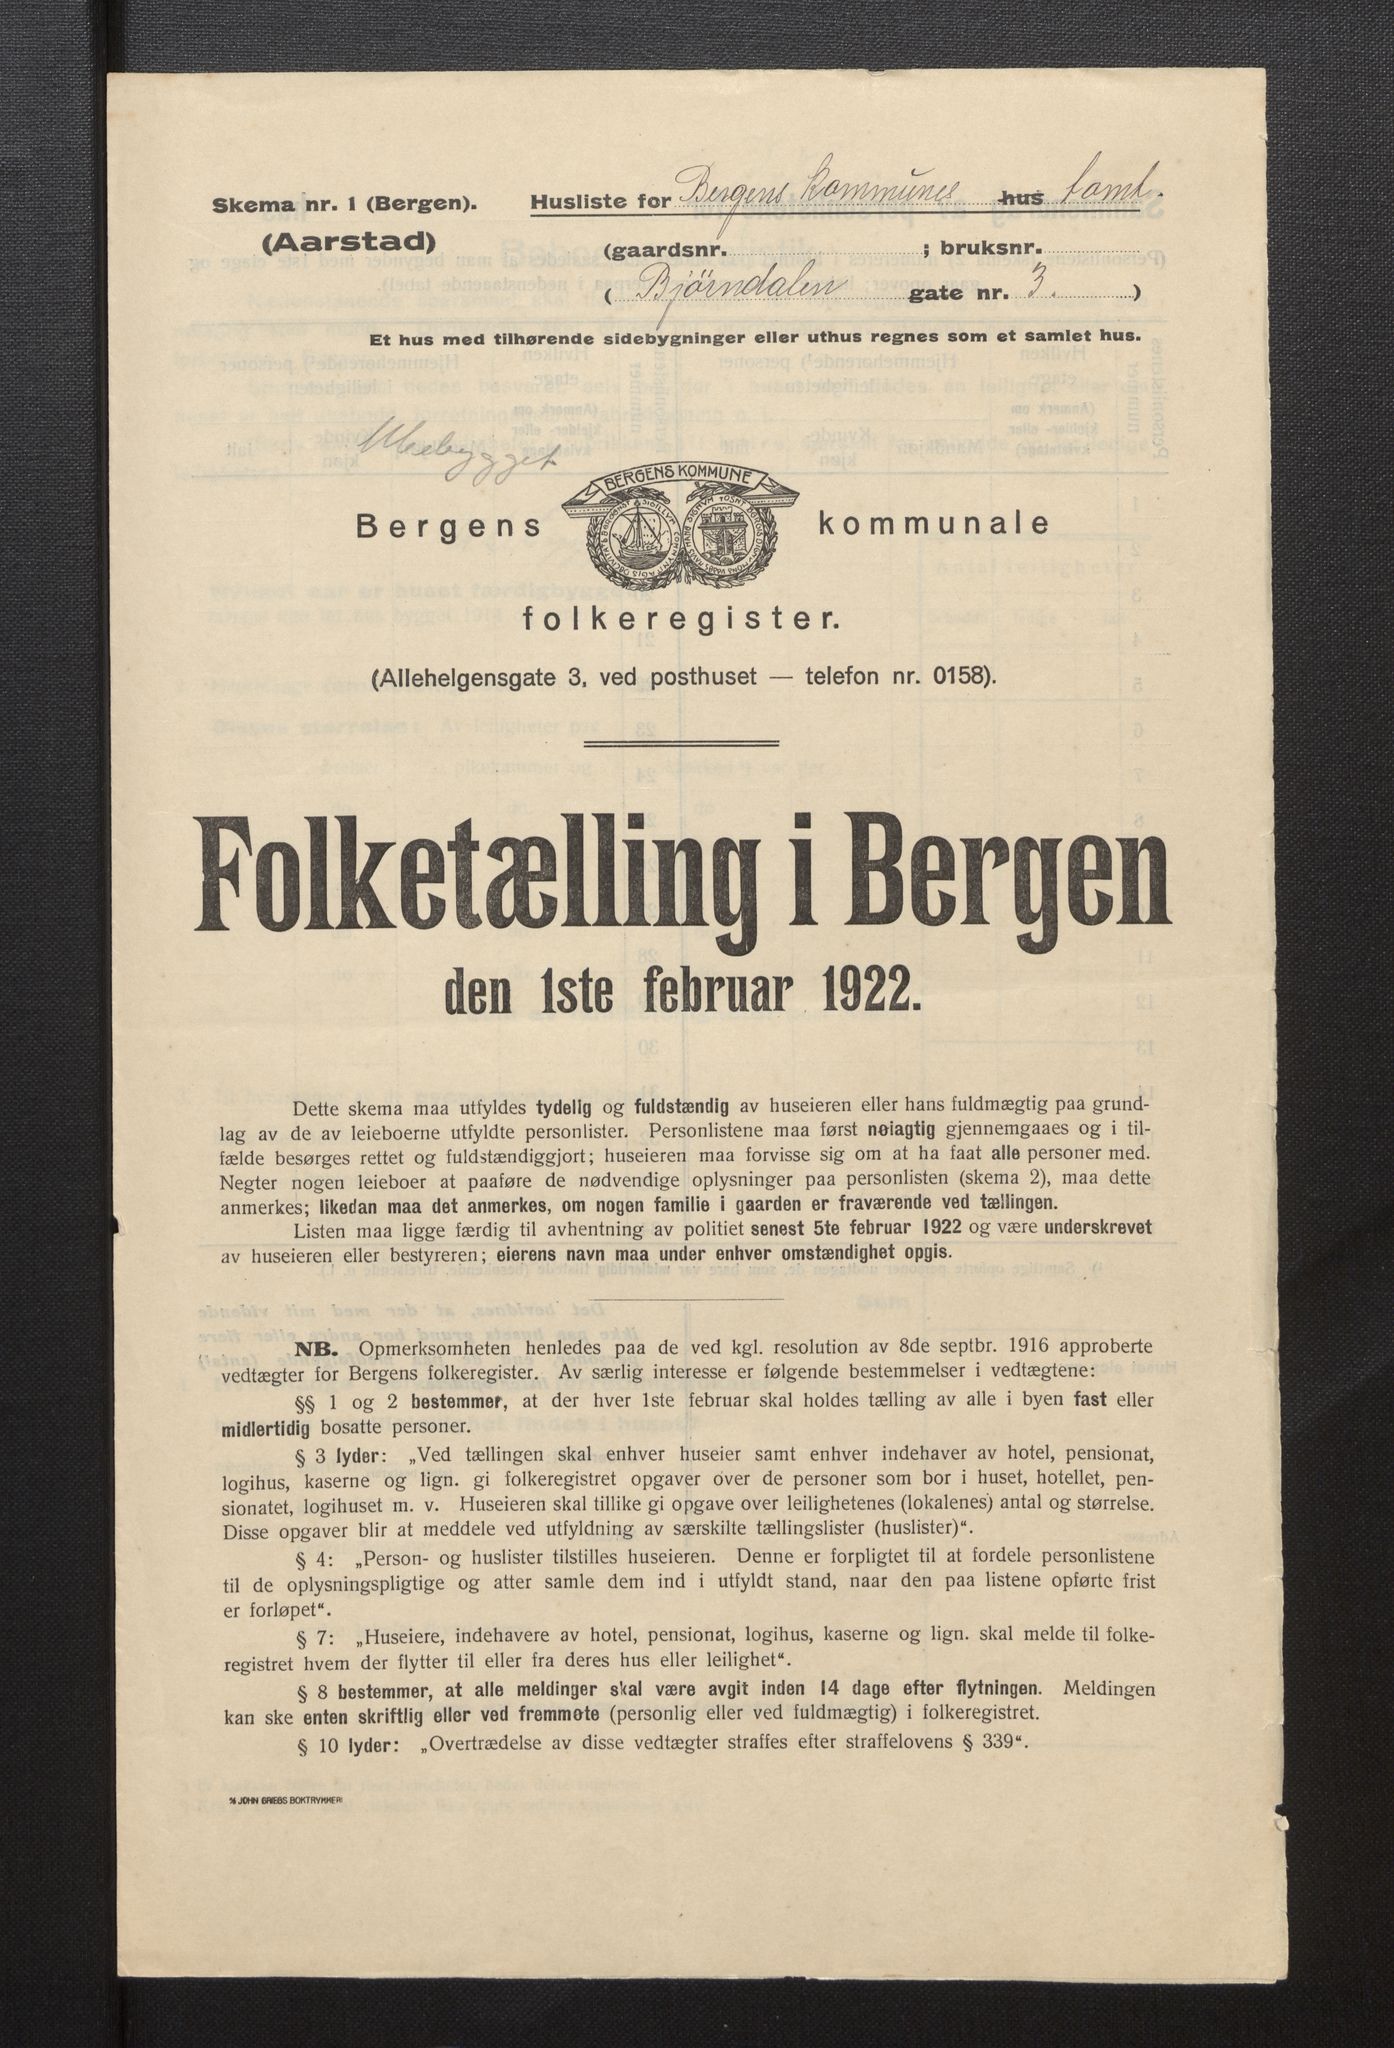 Skema nr. 1 (Bergen).
(Aarstad)
Husliste for Bergens Kommunes hus tomt.
(gaardsnr. ; bruksnr.
( Bjørndalen gate nr. 3. )
Et hus med tilhørende sidebygninger eller uthus regnes som et samlet hus.
Ubebygget
BERGENS KOMMUNE
Bergens kommunale
folkeregister.
(Allehelgensgate 3, ved posthuset — telefon nr. 0158).
Folketælling i Bergen
den 1ste februar 1922.
Dette skema maa utfyldes tydelig og fuldstændig av huseieren eller hans fuldmægtig paa grund-
lag av de av leieboerne utfyldte personlister. Personlistene maa først nøiagtig gjennemgaaes og i til-
fælde besørges rettet og fuldstændiggjort; huseieren maa forvisse sig om at ha faat alle personer med.
Negter nogen leieboer at paaføre de nødvendige oplysninger paa personlisten (skema 2), maa dette
anmerkes; likedan maa det anmerkes, om nogen familie i gaarden er fraværende ved tællingen.
Listen maa ligge færdig til avhentning av politiet senest 5te februar 1922 og være underskrevet
av huseieren eller bestyreren; eierens navn maa under enhver omstændighet opgis.
NB. Opmerksomheten henledes paa de ved kgl. resolution av 8de septbr. 1916 approberte
vedtægter for Bergens folkeregister. Av særlig interesse er følgende bestemmelser i vedtægtene:
§§ 1 og 2 bestemmer, at der hver 1ste februar skal holdes tælling av alle i byen fast eller
midlertidig bosatte personer.
§ 3 lyder: „Ved tællingen skal enhver huseier samt enhver indehaver av hotel, pensionat,
logihus, kaserne og lign. gi folkeregistret opgaver over de personer som bor i huset, hotellet, pen-
sionatet, logihuset m. v. Huseieren skal tillike gi opgave over leilighetenes (lokalenes) antal og størrelse.
Disse opgaver blir at meddele ved utfyldning av særskilte tællingslister (huslister)“.
§ 4: „Person- og huslister tilstilles huseieren. Denne er forpligtet til at fordele personlistene
til de oplysningspligtige og atter samle dem ind i utfyldt stand, naar den paa listene opførte frist
er forløpet“.
§ 7: „Huseiere, indehavere av hotel, pensionat, logihus, kaserne og lign. skal melde til folke-
registret hvem der flytter til eller fra deres hus eller leilighet“.
§ 8 bestemmer, at alle meldinger skal være avgit inden 14 dage efter flytningen. Meldingen
kan ske enten skriftlig eller ved fremmøte (personlig eller ved fuldmægtig) i folkeregistret.
§ 10 lyder: „Overtrædelse av disse vedtægter straffes efter straffelovens § 339“.
JOHN GRIEGS BOKTRYKKERI